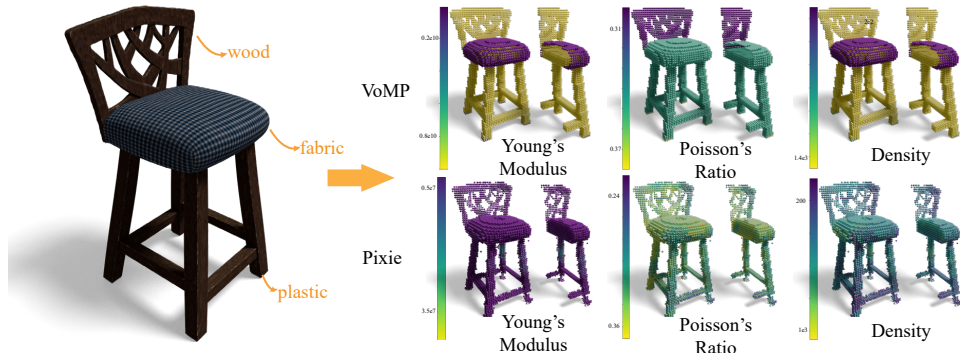 wood
fabric
plastic
VoMP
0.2e10
0.8e10
Young's
Modulus
0.31
0.37
Poisson's
Ratio
1.4e3
Density
Pixie
0.5e7
3.5e7
Young's
Modulus
0.24
0.36
Poisson's
Ratio
200
1e3
Density